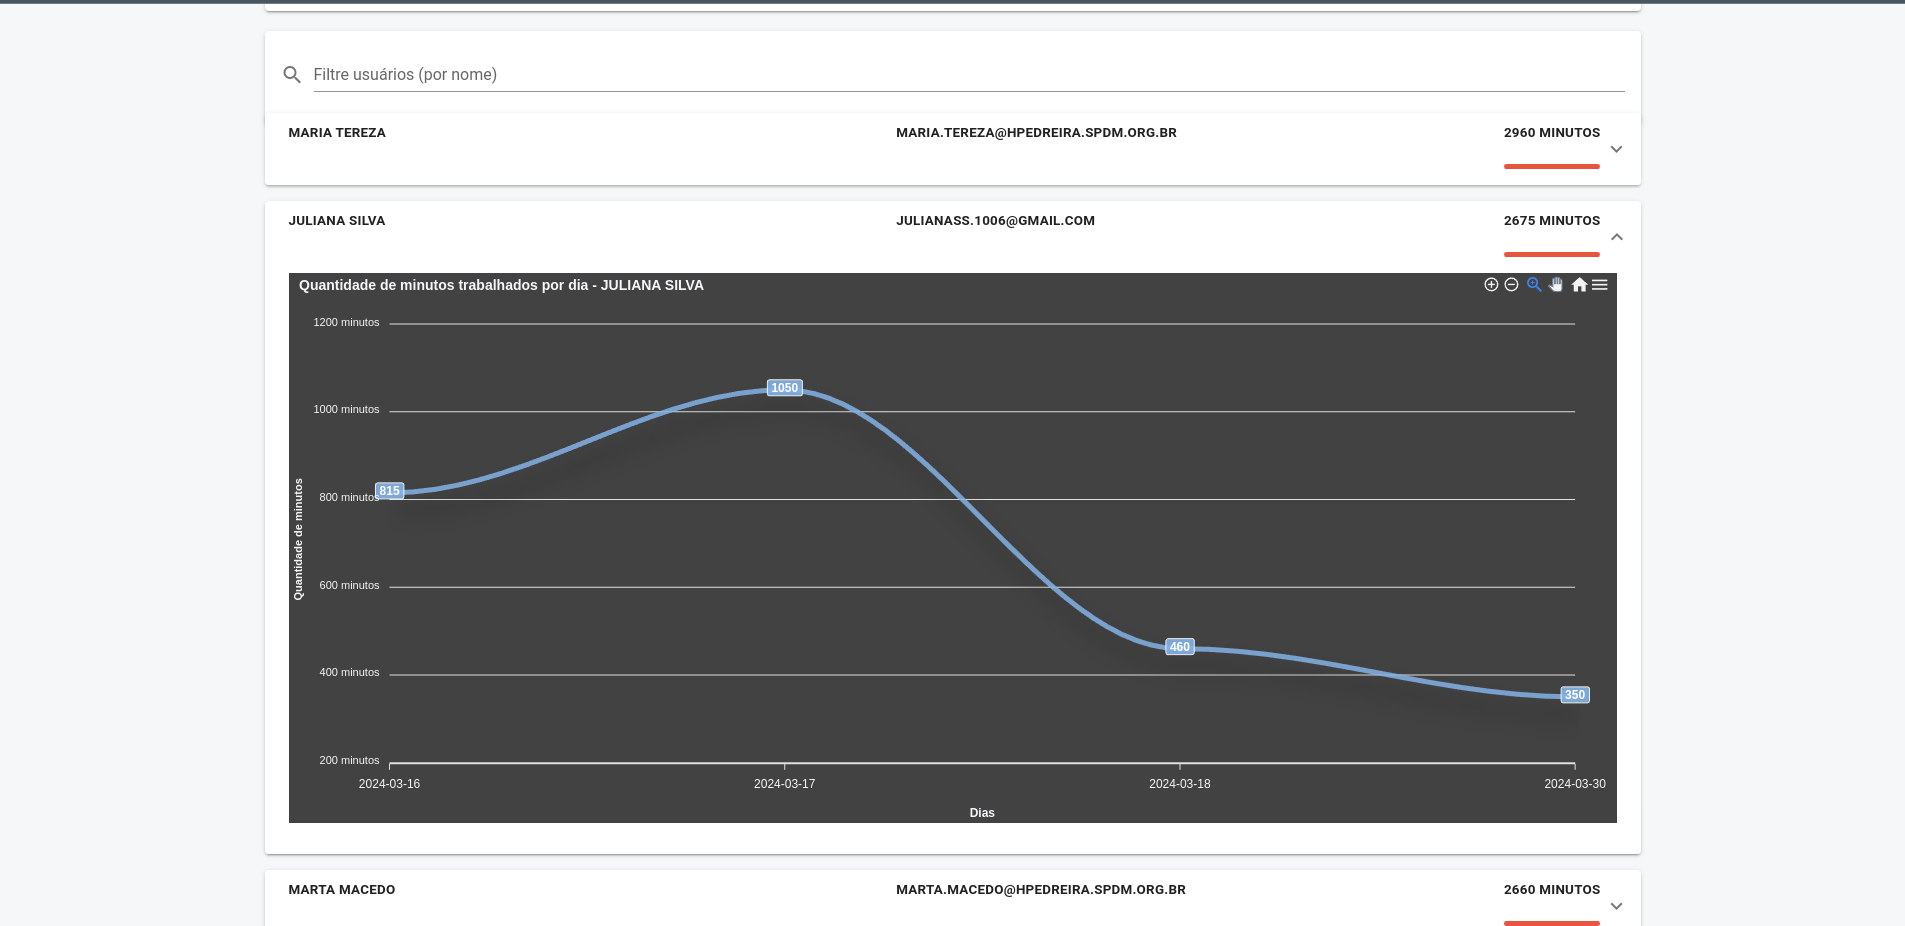 Filtre usuários (por nome)
MARIA TEREZA MARIA.TEREZA@HPEDREIRA.SPDM.ORG.BR 2960 MINUTOS
JULIANA SILVA JULIANASS.1006@GMAIL.COM 2675 MINUTOS
Quantidade de minutos trabalhados por dia - JULIANA SILVA
1200 minutos
1050
1000 minutos
815
800 minutos
Quantidade de minutos
600 minutos
460
400 minutos
350
200 minutos
2024-03-16 2024-03-17 2024-03-18 2024-03-30
Dias
MARTA MACEDO MARTA.MACEDO@HPEDREIRA.SPDM.ORG.BR 2660 MINUTOS